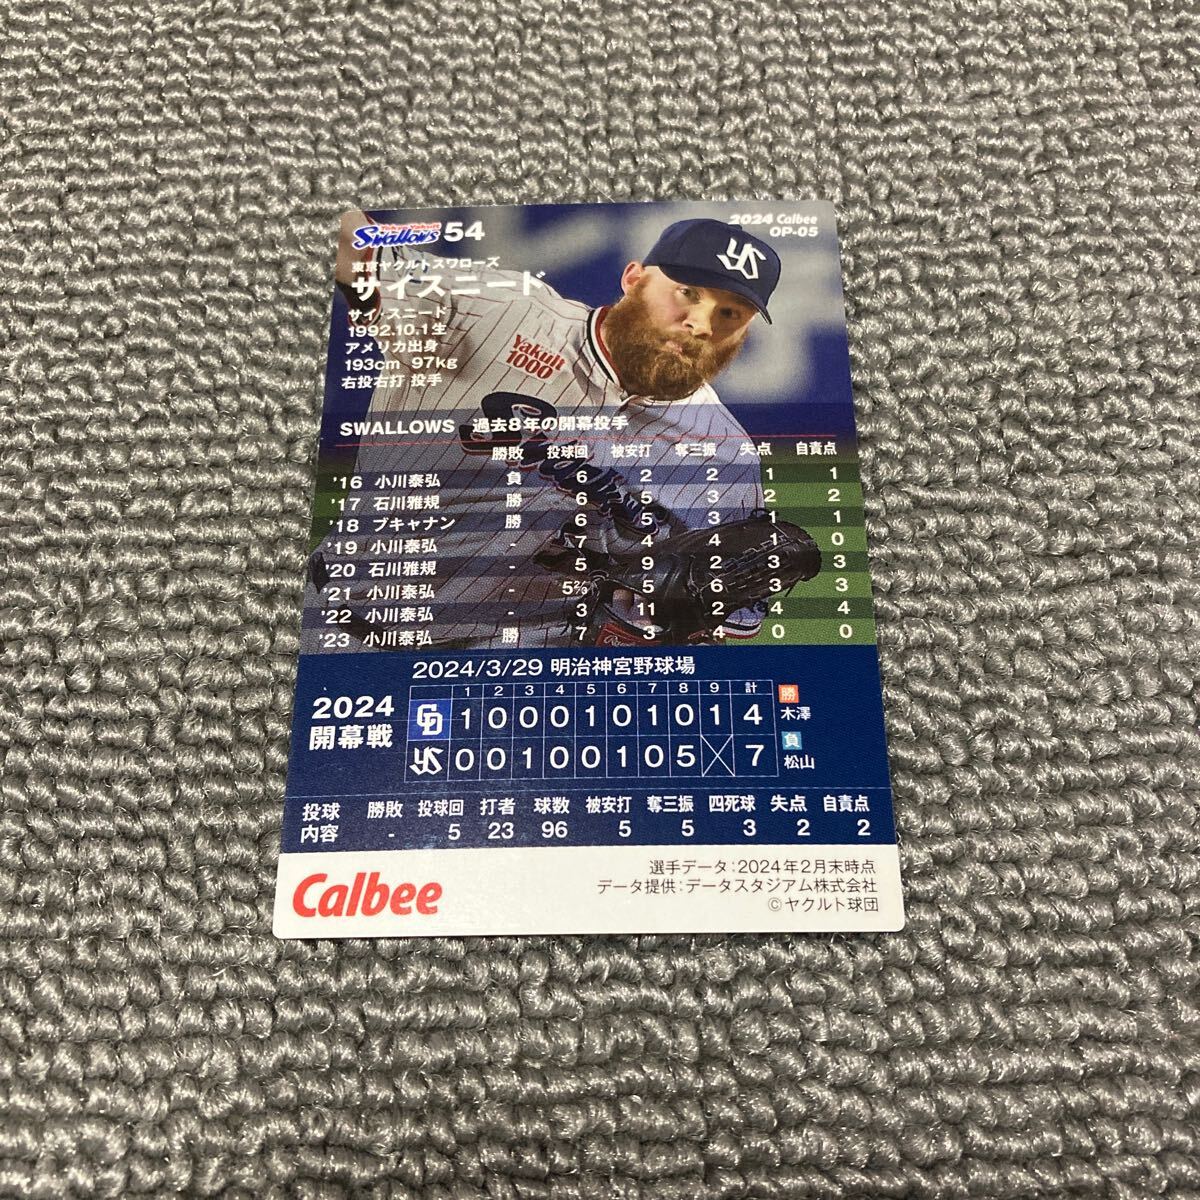 Tokyo Yakult Swallows 54
2024 Calbee
OP-05
東京ヤクルトスワローズ
サイスニード
サイ・スニード
1992.10.1生
アメリカ出身
193cm 97kg
右投右打 投手
Yakult
1000
SWALLOWS 過去8年の開幕投手
勝敗 投球回 被安打 奪三振 失点 自責点
'16 小川泰弘 負 6 2 2 1 1
'17 石川雅規 勝 6 5 3 2 2
'18 ブキャナン 勝 6 5 3 1 1
'19 小川泰弘 - 7 4 4 1 0
'20 石川雅規 - 5 9 2 3 3
'21 小川泰弘 - 5⅔ 5 6 3 3
'22 小川泰弘 - 3 11 2 4 4
'23 小川泰弘 勝 7 3 4 0 0
2024/3/29 明治神宮野球場
2024
開幕戦
1 2 3 4 5 6 7 8 9 計
CD 1 0 0 0 1 0 1 0 1 4
YS 0 0 1 0 0 1 0 5 X 7
勝
木澤
負
松山
投球内容 勝敗 投球回 打者 球数 被安打 奪三振 四死球 失点 自責点
- 5 23 96 5 5 3 2 2
Calbee
選手データ:2024年2月末時点
データ提供:データスタジアム株式会社
©ヤクルト球団